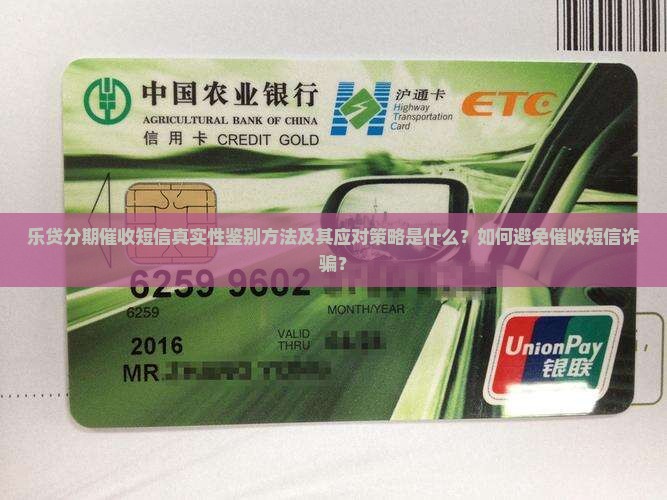 中国农业银行
AGRICULTURAL BANK OF CHINA
信用卡 CREDIT GOLD
沪通卡
Highway
Transportation
Card
ETC
乐贷分期催收短信真实性鉴别方法及其应对策略是什么？如何避免催收短信诈
骗？
6259 9602
6259
MONTH/YEAR
VALID
THRU
2016
MR.
UnionPay
银联